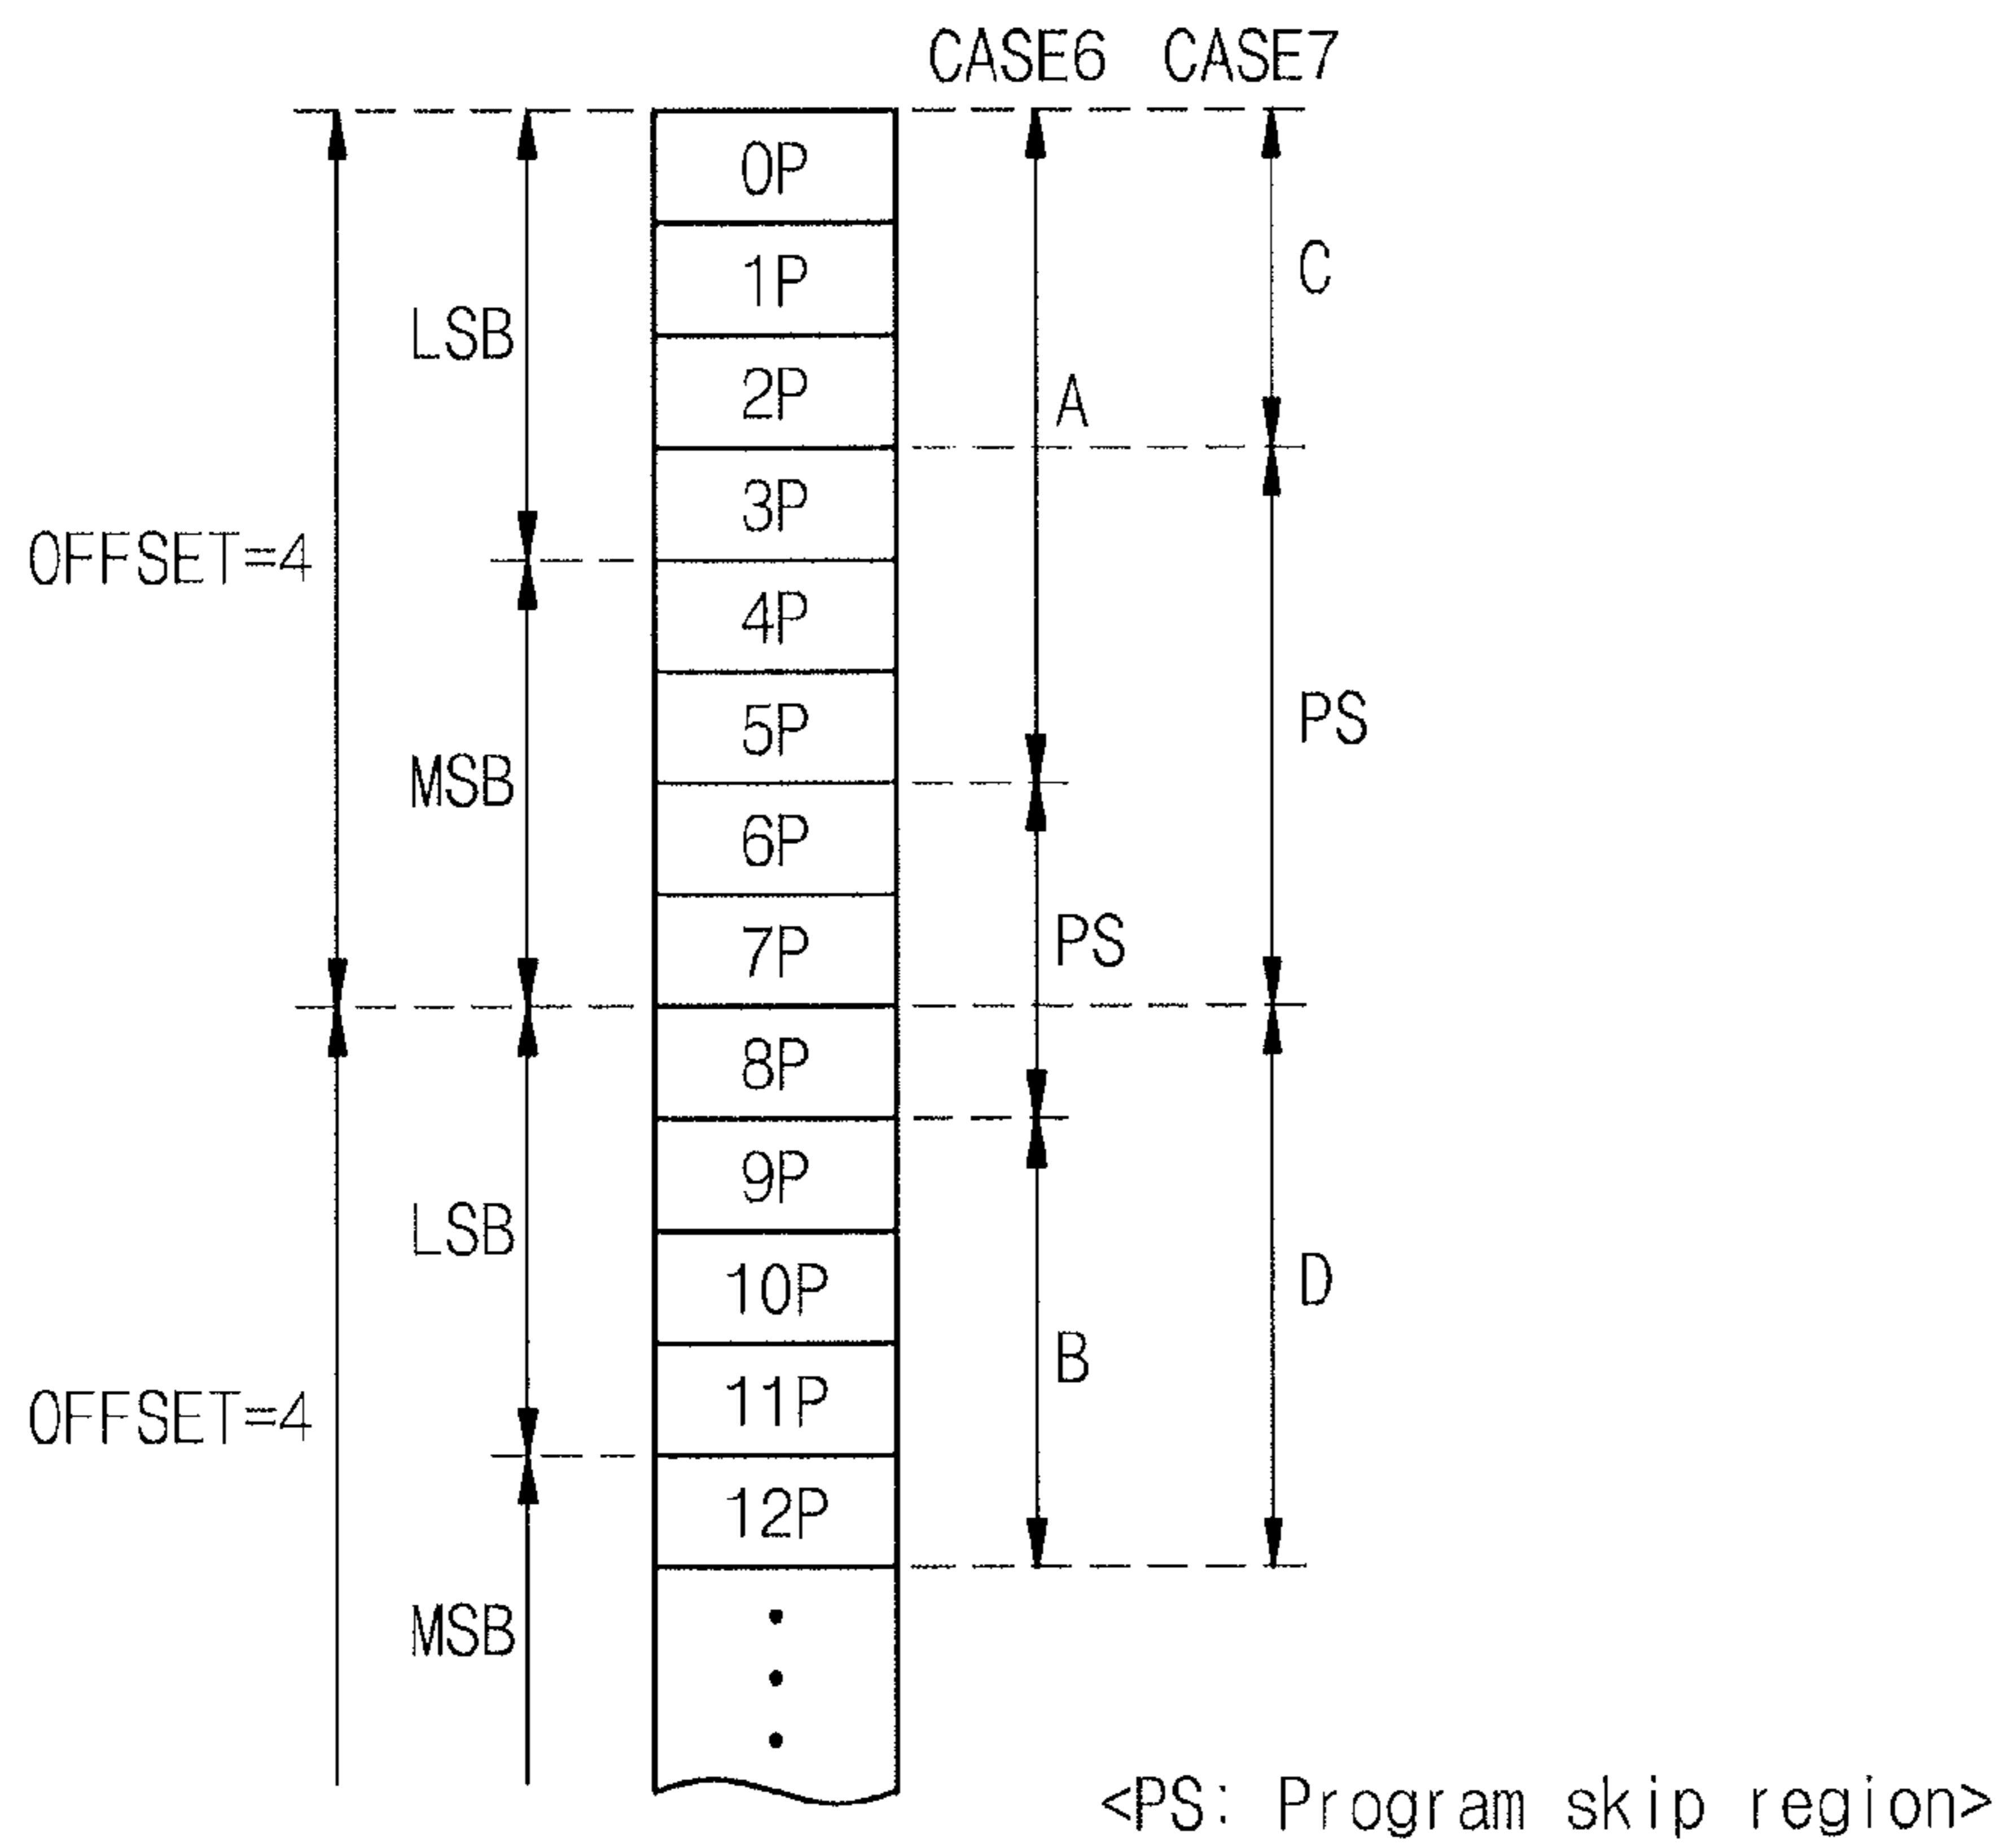 CASE6 CASE7
0P
1P
C
LSB
2P
A
3P
OFFSET=4
4P
5P
PS
MSB
6P
7P
PS
8P
9P
LSB
10P
D
B
11P
OFFSET=4
12P
MSB
<PS: Program skip region>